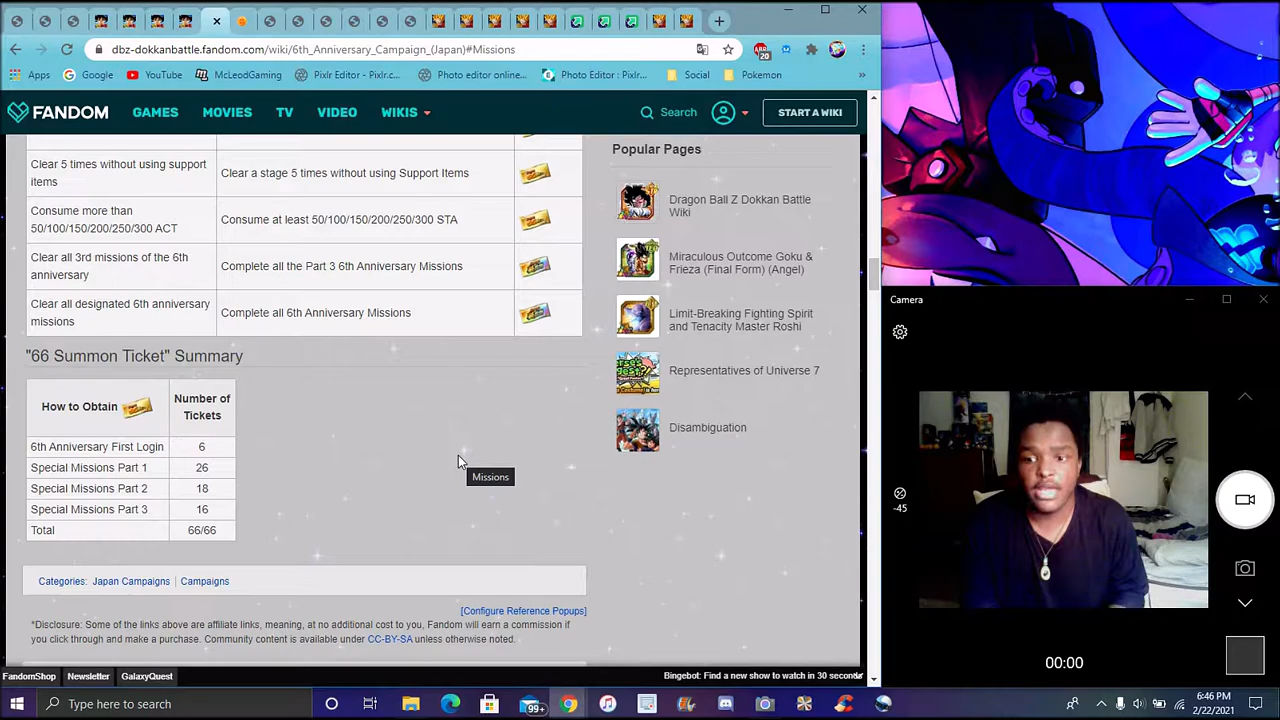 dbz-dokkanbattle.fandom.com/wiki/6th_Anniversary_Campaign_(Japan)#Missions
ABP
20
Apps
Google
YouTube
McLeodGaming
Pixlr Editor - Pixlr.c...
Photo editor online...
Photo Editor : Pixlr...
Social
Pokemon
»
FANDOM
GAMES
MOVIES
TV
VIDEO
WIKIS
Search
START A WIKI
Clear 5 times without using support
items
Clear a stage 5 times without using Support Items
Consume more than
50/100/150/200/250/300 ACT
Consume at least 50/100/150/200/250/300 STA
Clear all 3rd missions of the 6th
anniversary
Complete all the Part 3 6th Anniversary Missions
Clear all designated 6th anniversary
missions
Complete all 6th Anniversary Missions
"66 Summon Ticket" Summary
How to Obtain
Number of
Tickets
6th Anniversary First Login 6
Special Missions Part 1 26
Special Missions Part 2 18
Special Missions Part 3 16
Total 66/66
Missions
Categories: Japan Campaigns | Campaigns
[Configure Reference Popups]
*Disclosure: Some of the links above are affiliate links, meaning, at no additional cost to you, Fandom will earn a commission if
you click through and make a purchase. Community content is available under CC-BY-SA unless otherwise noted.
Popular Pages
Dragon Ball Z Dokkan Battle
Wiki
Miraculous Outcome Goku &
Frieza (Final Form) (Angel)
Limit-Breaking Fighting Spirit
and Tenacity Master Roshi
Representatives of Universe 7
Disambiguation
FandomShop
Newsletter
GalaxyQuest
Bingebot: Find a new show to watch in 30 seconds
Camera
-45
00:00
Type here to search
99+
6:46 PM
2/22/2021